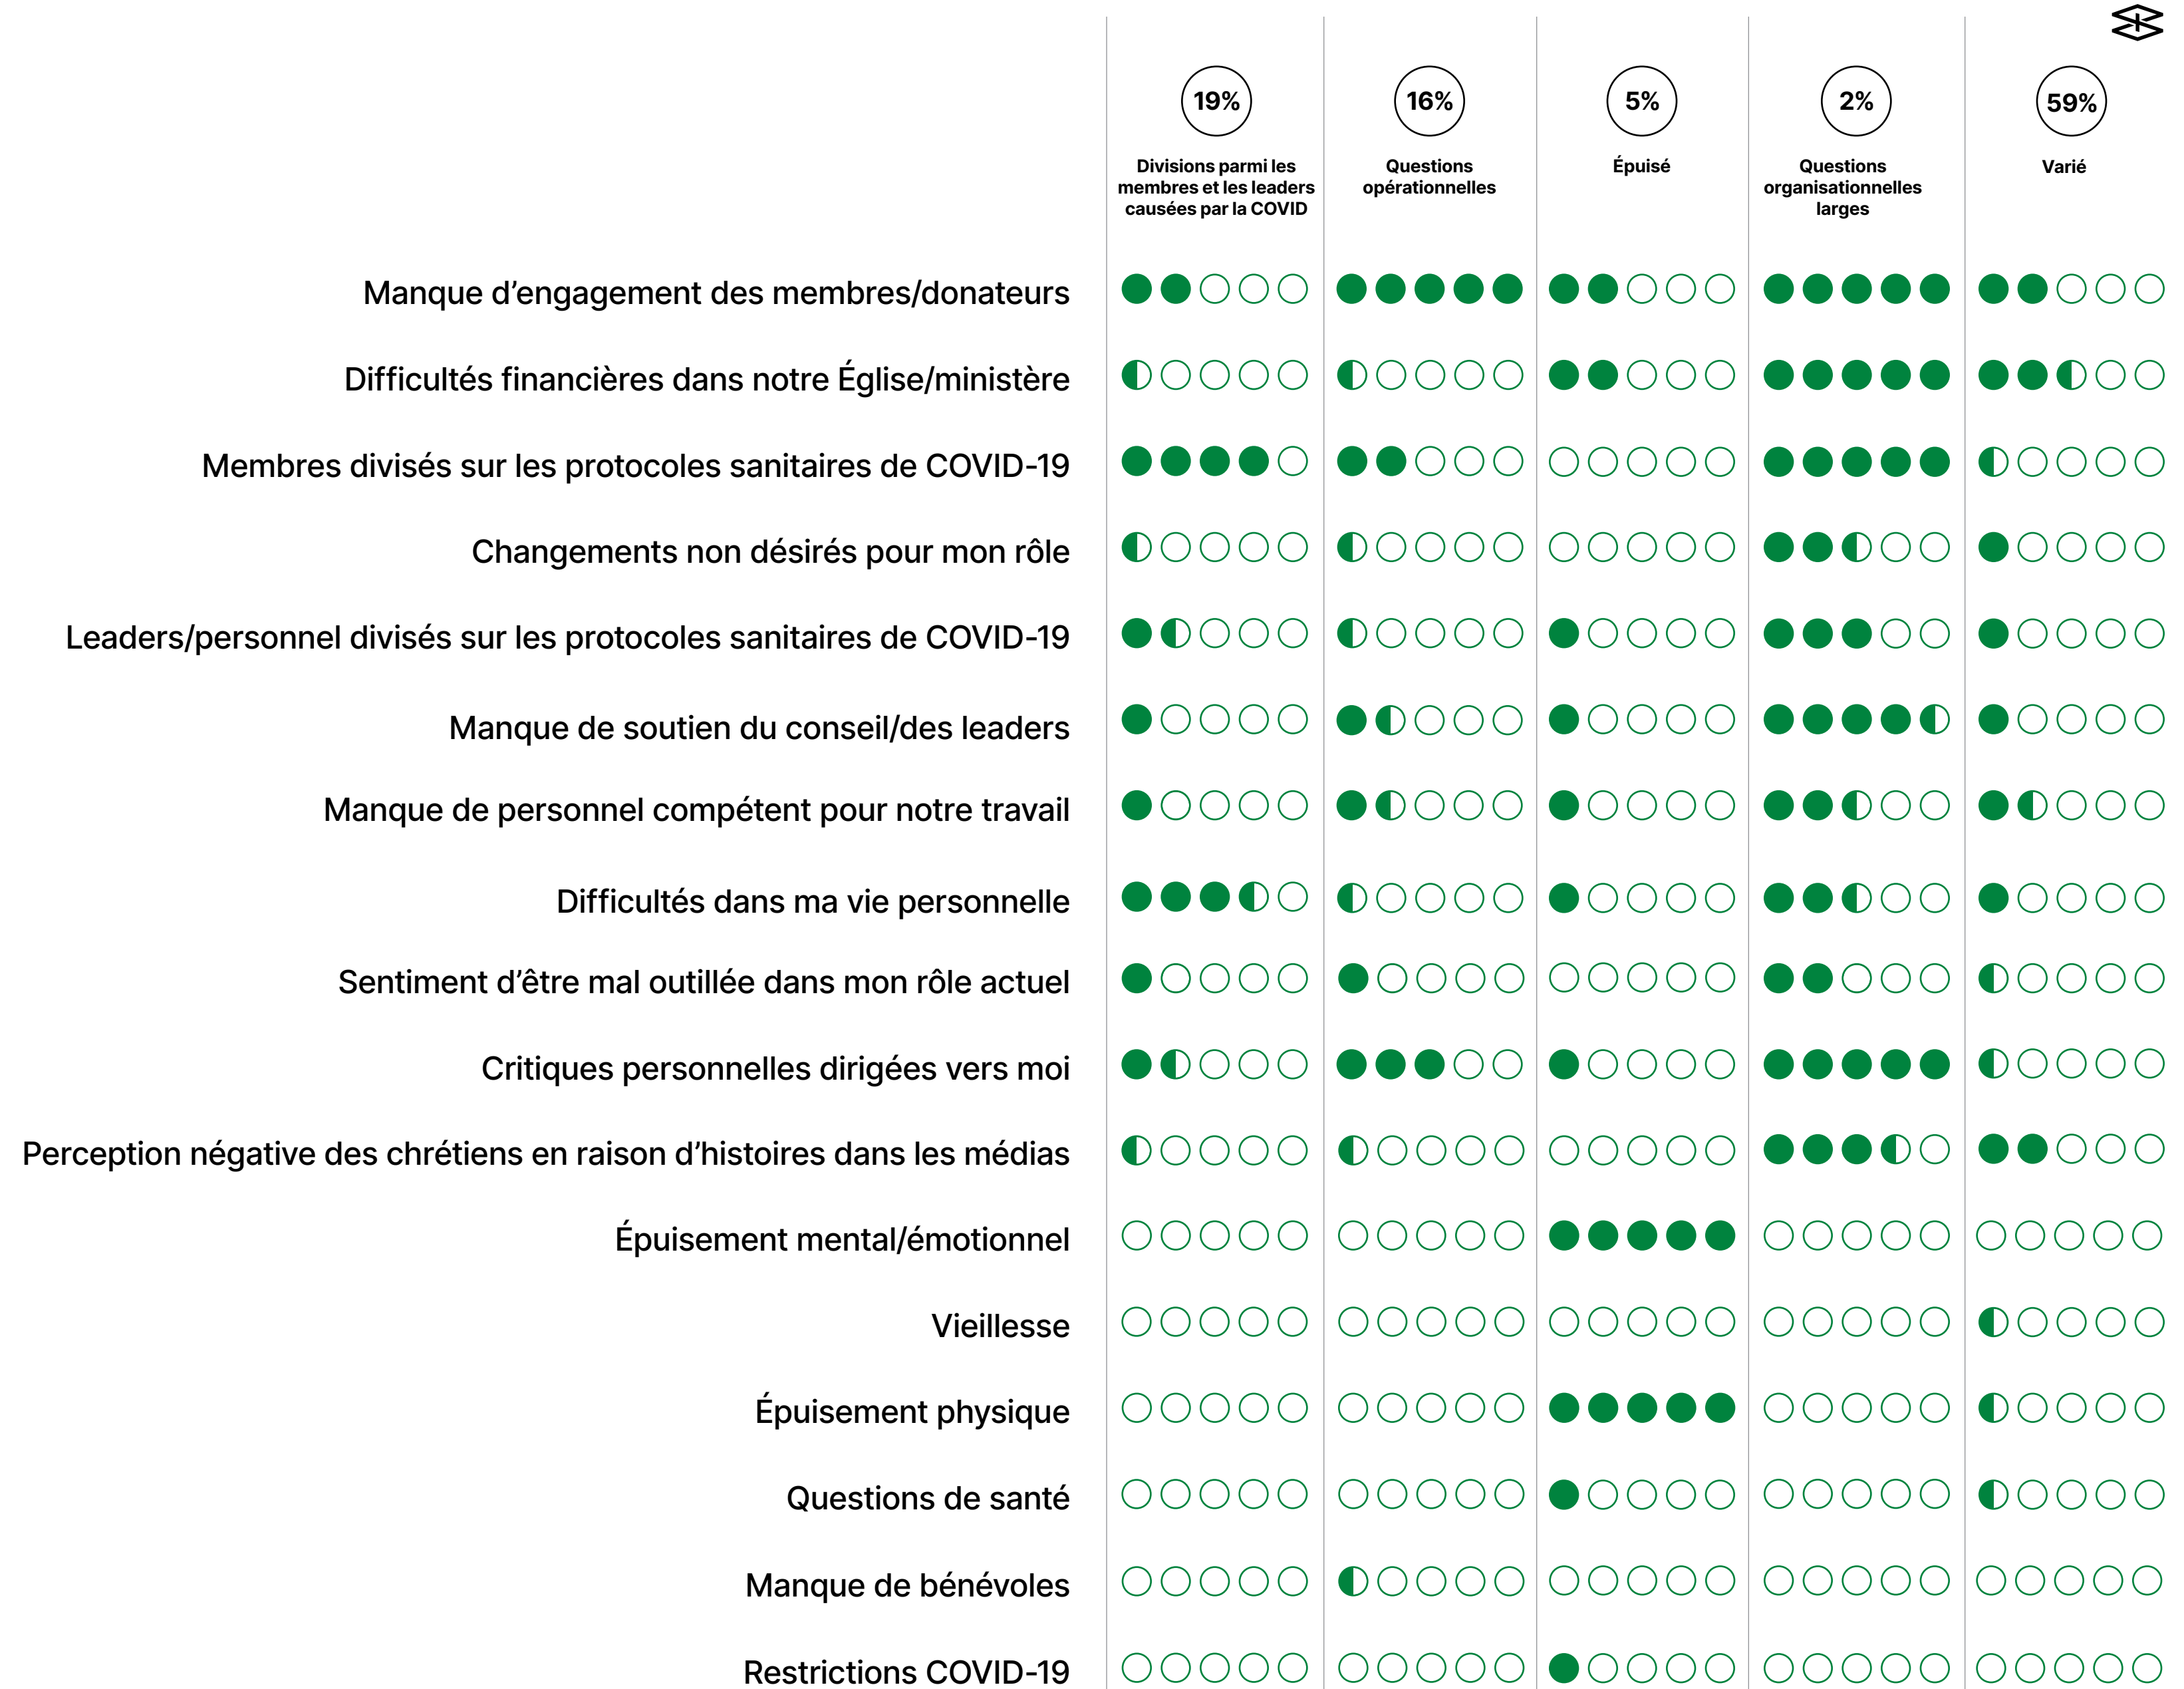 19%
16%
5%
2%
59%
Divisions parmi les
membres et les leaders
causées par la COVID
Questions
opérationnelles
Épuisé
Questions
organisationnelles
larges
Varié
Manque d’engagement des membres/donateurs
Difficultés financières dans notre Église/ministère
Membres divisés sur les protocoles sanitaires de COVID-19
Changements non désirés pour mon rôle
Leaders/personnel divisés sur les protocoles sanitaires de COVID-19
Manque de soutien du conseil/des leaders
Manque de personnel compétent pour notre travail
Difficultés dans ma vie personnelle
Sentiment d’être mal outillée dans mon rôle actuel
Critiques personnelles dirigées vers moi
Perception négative des chrétiens en raison d’histoires dans les médias
Épuisement mental/émotionnel
Vieillesse
Épuisement physique
Questions de santé
Manque de bénévoles
Restrictions COVID-19